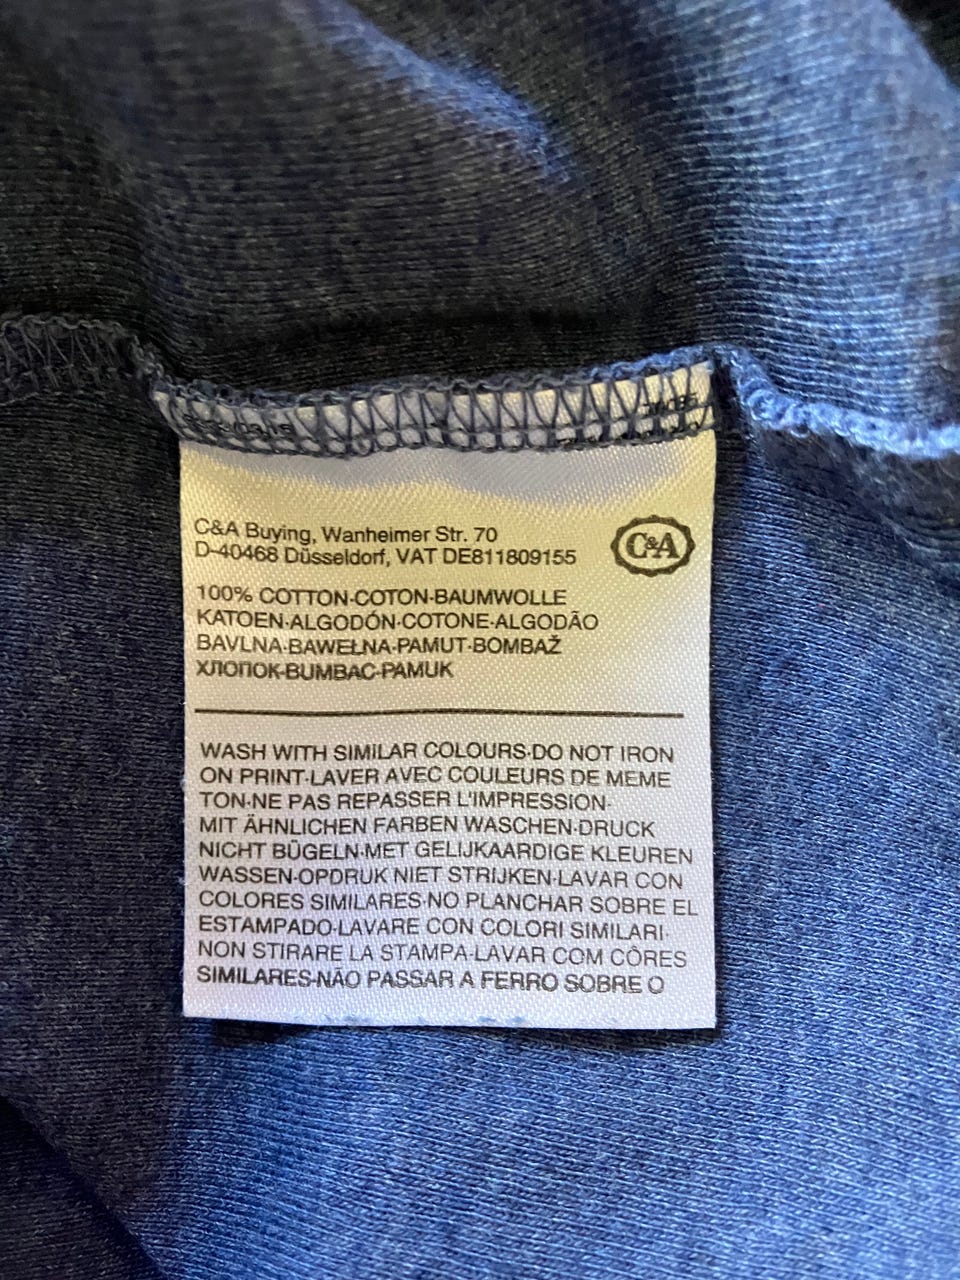 C&A Buying, Wanheimer Str. 70
D-40468 Düsseldorf, VAT DE811809155
C&A
100% COTTON·COTON·BAUMWOLLE
KATOEN·ALGODÓN·COTONE·ALGODÃO
BAVLNA·BAWEŁNA·PAMUT·BOMBAŽ
ХЛОПОК·BUMBAC·PAMUK
WASH WITH SIMILAR COLOURS·DO NOT IRON
ON PRINT·LAVER AVEC COULEURS DE MEME
TON·NE PAS REPASSER L'IMPRESSION·
MIT ÄHNLICHEN FARBEN WASCHEN·DRUCK
NICHT BÜGELN·MET GELIJKAARDIGE KLEUREN
WASSEN·OPDRUK NIET STRIJKEN·LAVAR CON
COLORES SIMILARES·NO PLANCHAR SOBRE EL
ESTAMPADO·LAVARE CON COLORI SIMILARI·
NON STIRARE LA STAMPA·LAVAR COM CÔRES
SIMILARES·NÃO PASSAR A FERRO SOBRE O